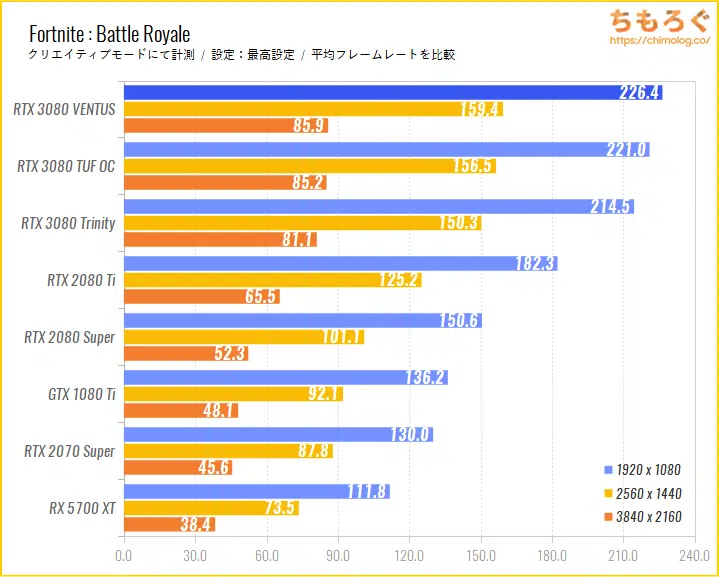 Fortnite : Battle Royale
ちもろぐ
https://chimolog.co/
クリエイティブモードにて計測 / 設定：最高設定 / 平均フレームレートを比較
RTX 3080 VENTUS
226.4
159.4
85.9
RTX 3080 TUF OC
221.0
156.5
85.2
RTX 3080 Trinity
214.5
150.3
81.1
RTX 2080 Ti
182.3
125.2
65.5
RTX 2080 Super
150.6
101.1
52.3
GTX 1080 Ti
136.2
92.1
48.1
RTX 2070 Super
130.0
87.8
45.6
RX 5700 XT
111.8
73.5
38.4
1920 x 1080
2560 x 1440
3840 x 2160
0.0 30.0 60.0 90.0 120.0 150.0 180.0 210.0 240.0